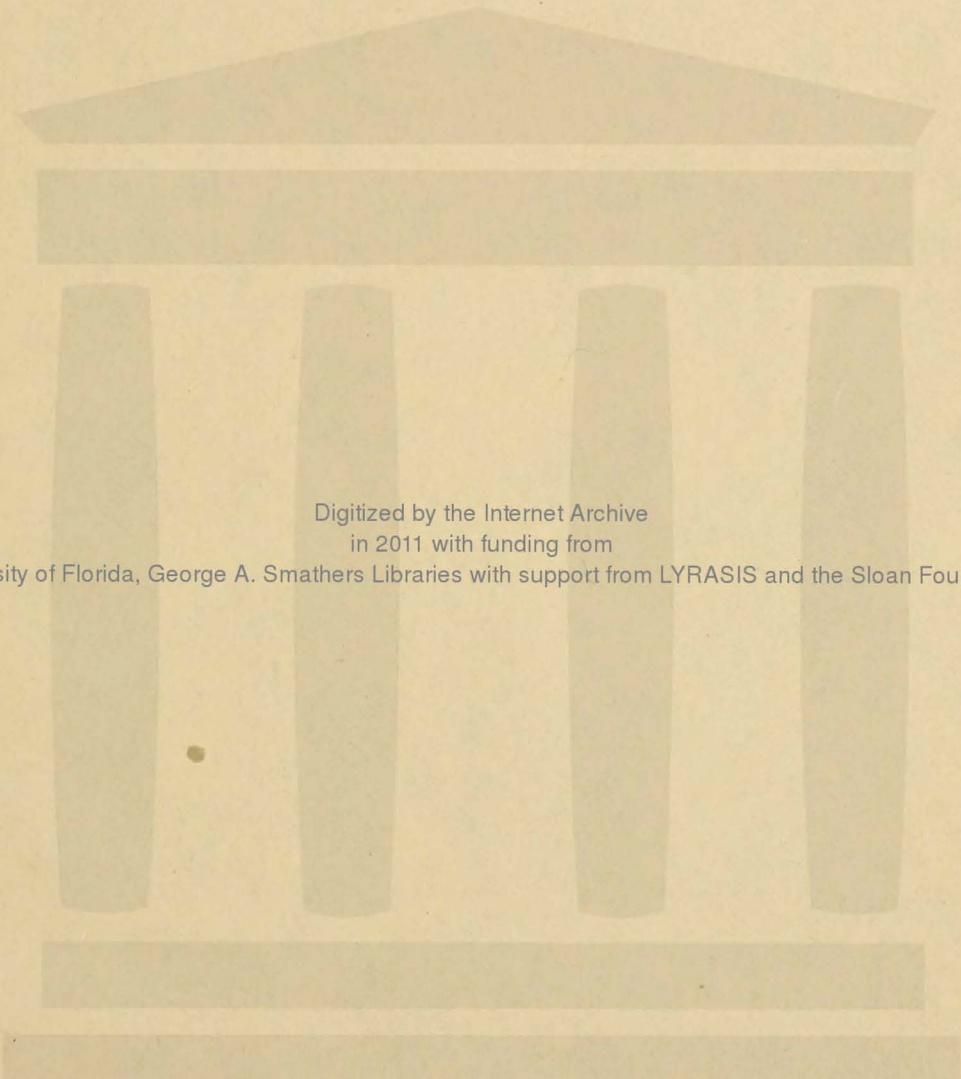 Digitized by the Internet Archive
in 2011 with funding from
sity of Florida, George A. Smathers Libraries with support from LYRASIS and the Sloan Fou